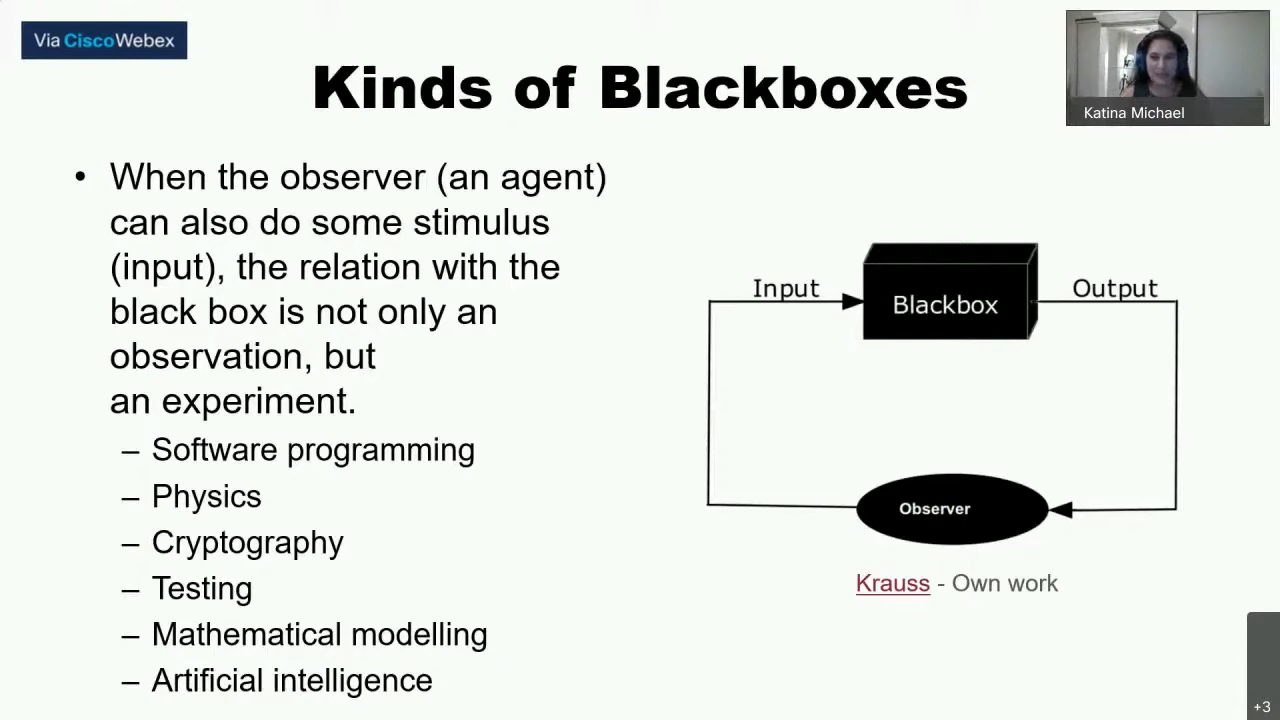 Via CiscoWebex
Kinds of Blackboxes
Katina Michael
• When the observer (an agent)
can also do some stimulus
(input), the relation with the
black box is not only an
observation, but
an experiment.
– Software programming
– Physics
– Cryptography
– Testing
– Mathematical modelling
– Artificial intelligence
Input
Blackbox
Output
Observer
Krauss - Own work
+3